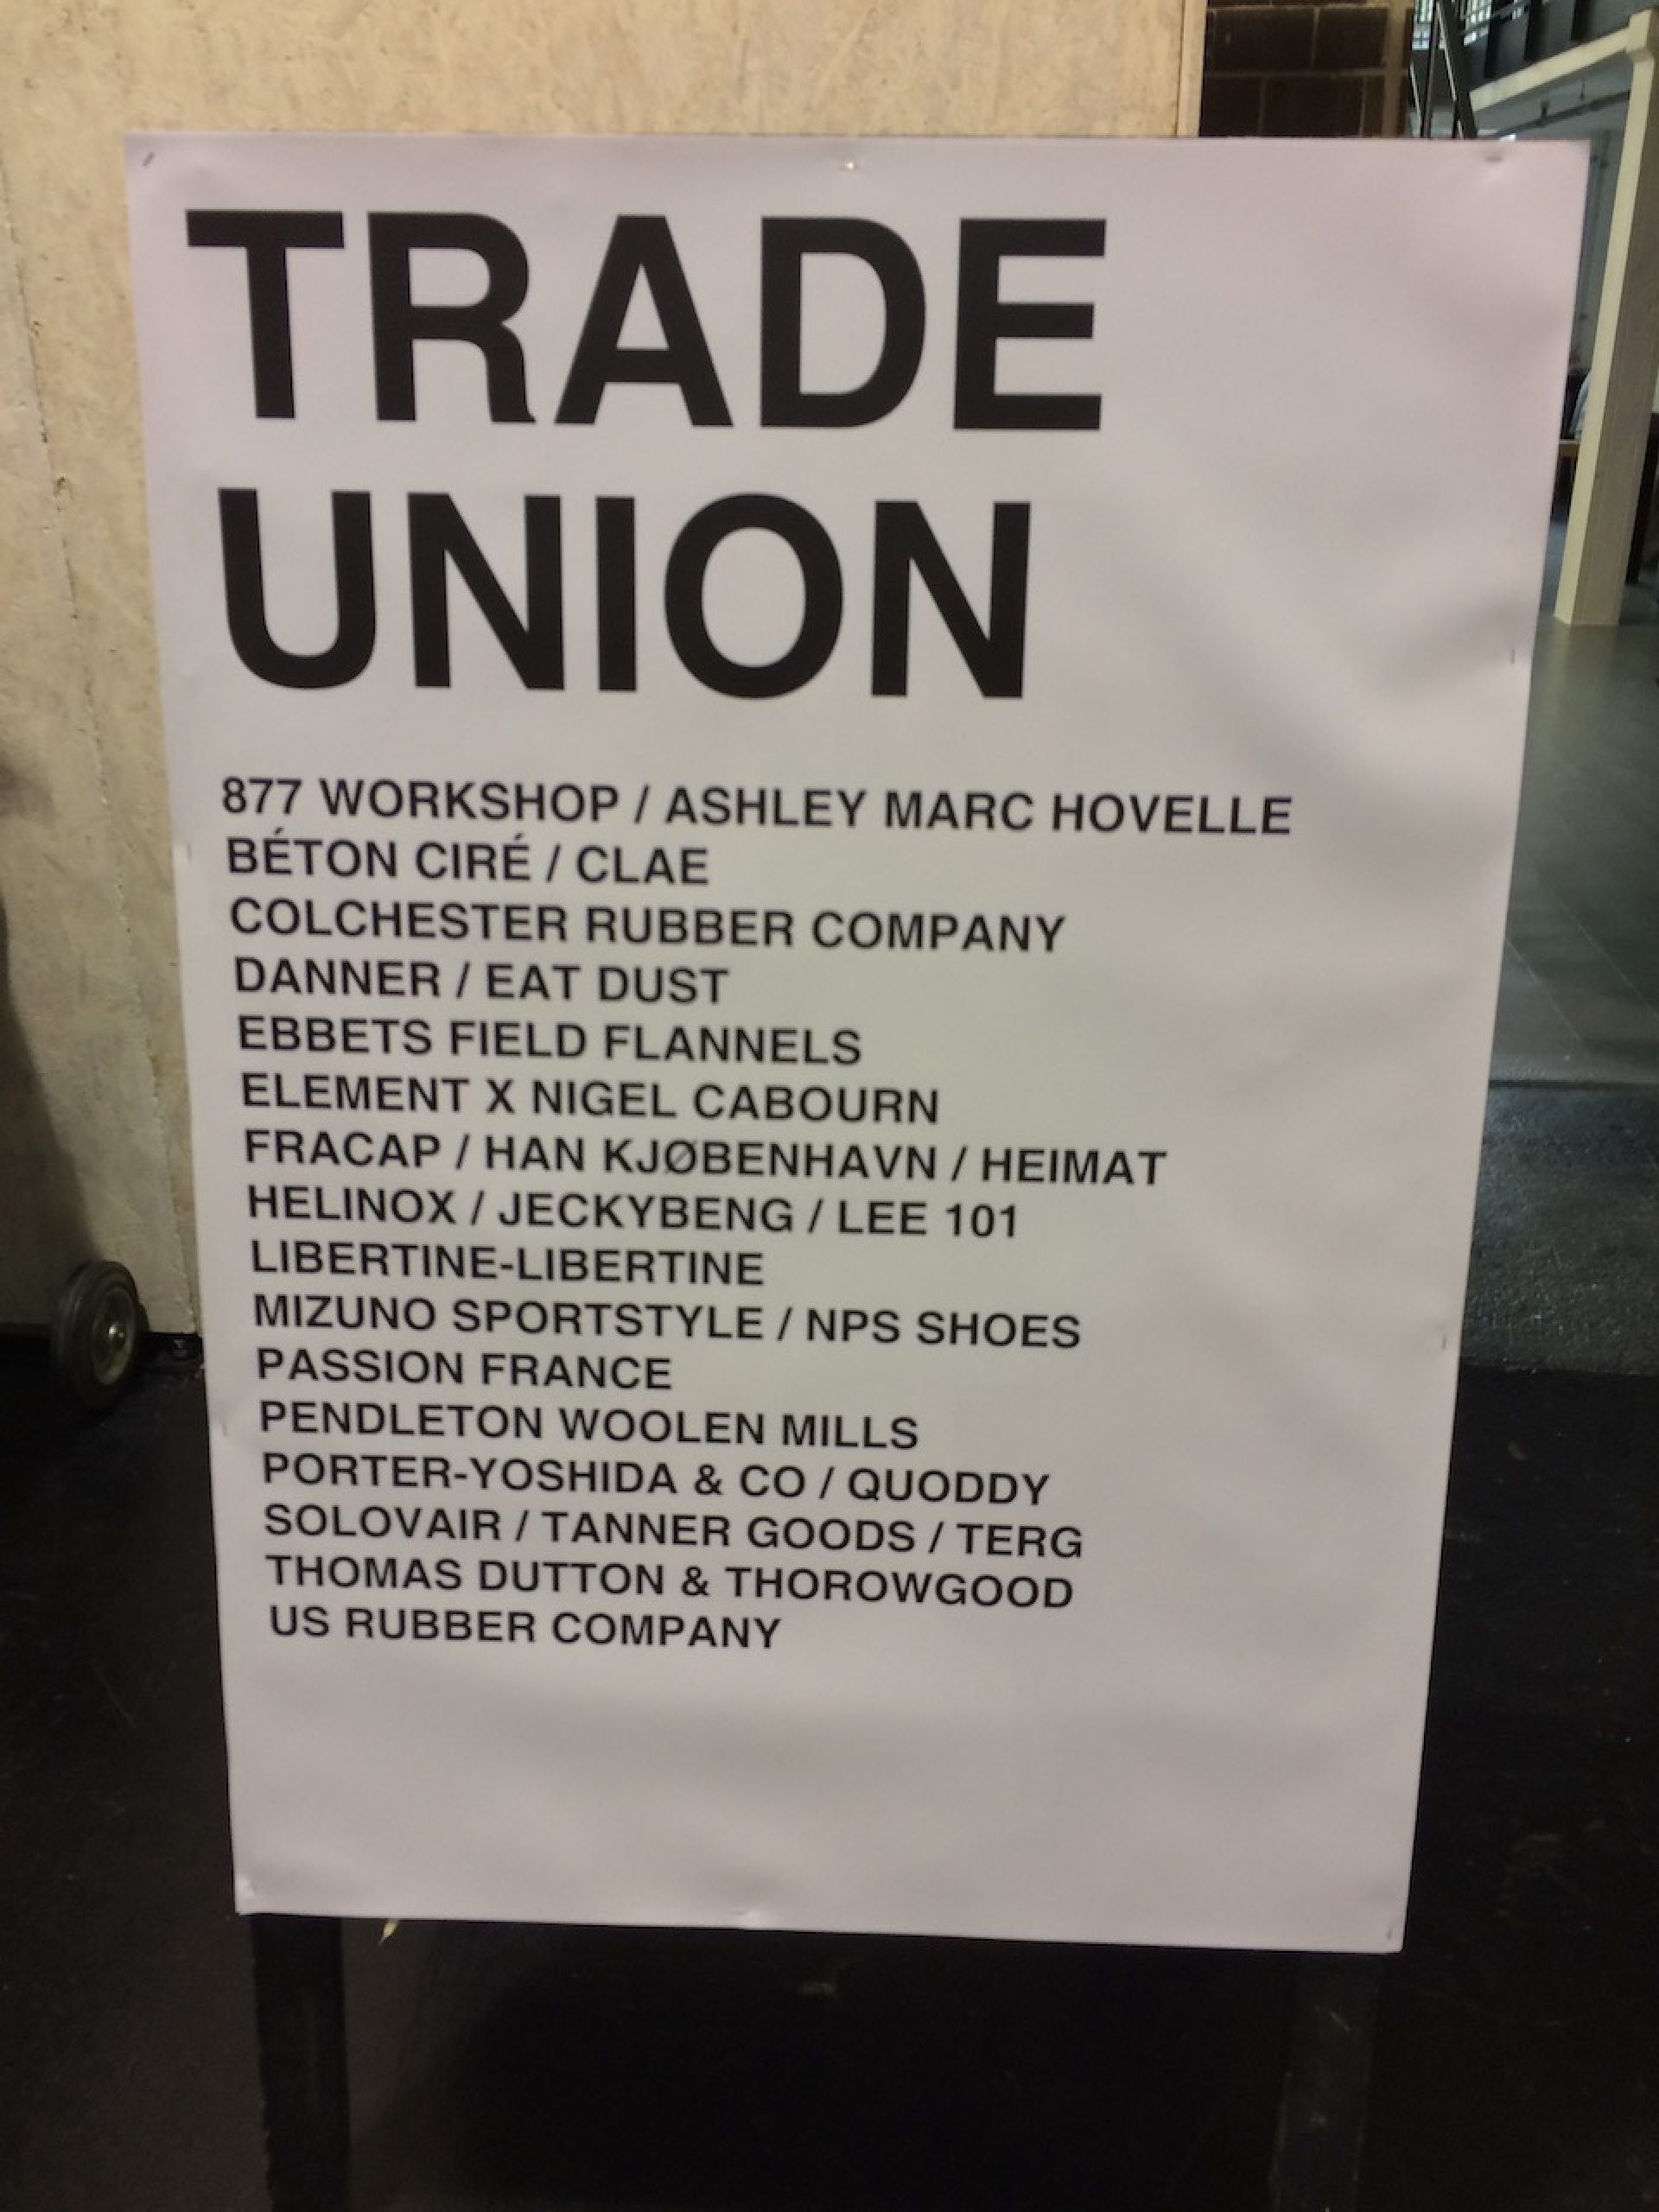 TRADE
UNION
877 WORKSHOP / ASHLEY MARC HOVELLE
BÉTON CIRÉ / CLAE
COLCHESTER RUBBER COMPANY
DANNER / EAT DUST
EBBETS FIELD FLANNELS
ELEMENT X NIGEL CABOURN
FRACAP / HAN KJØBENHAVN / HEIMAT
HELINOX / JECKYBENG / LEE 101
LIBERTINE-LIBERTINE
MIZUNO SPORTSTYLE / NPS SHOES
PASSION FRANCE
PENDLETON WOOLEN MILLS
PORTER-YOSHIDA & CO / QUODDY
SOLOVAIR / TANNER GOODS / TERG
THOMAS DUTTON & THOROWGOOD
US RUBBER COMPANY